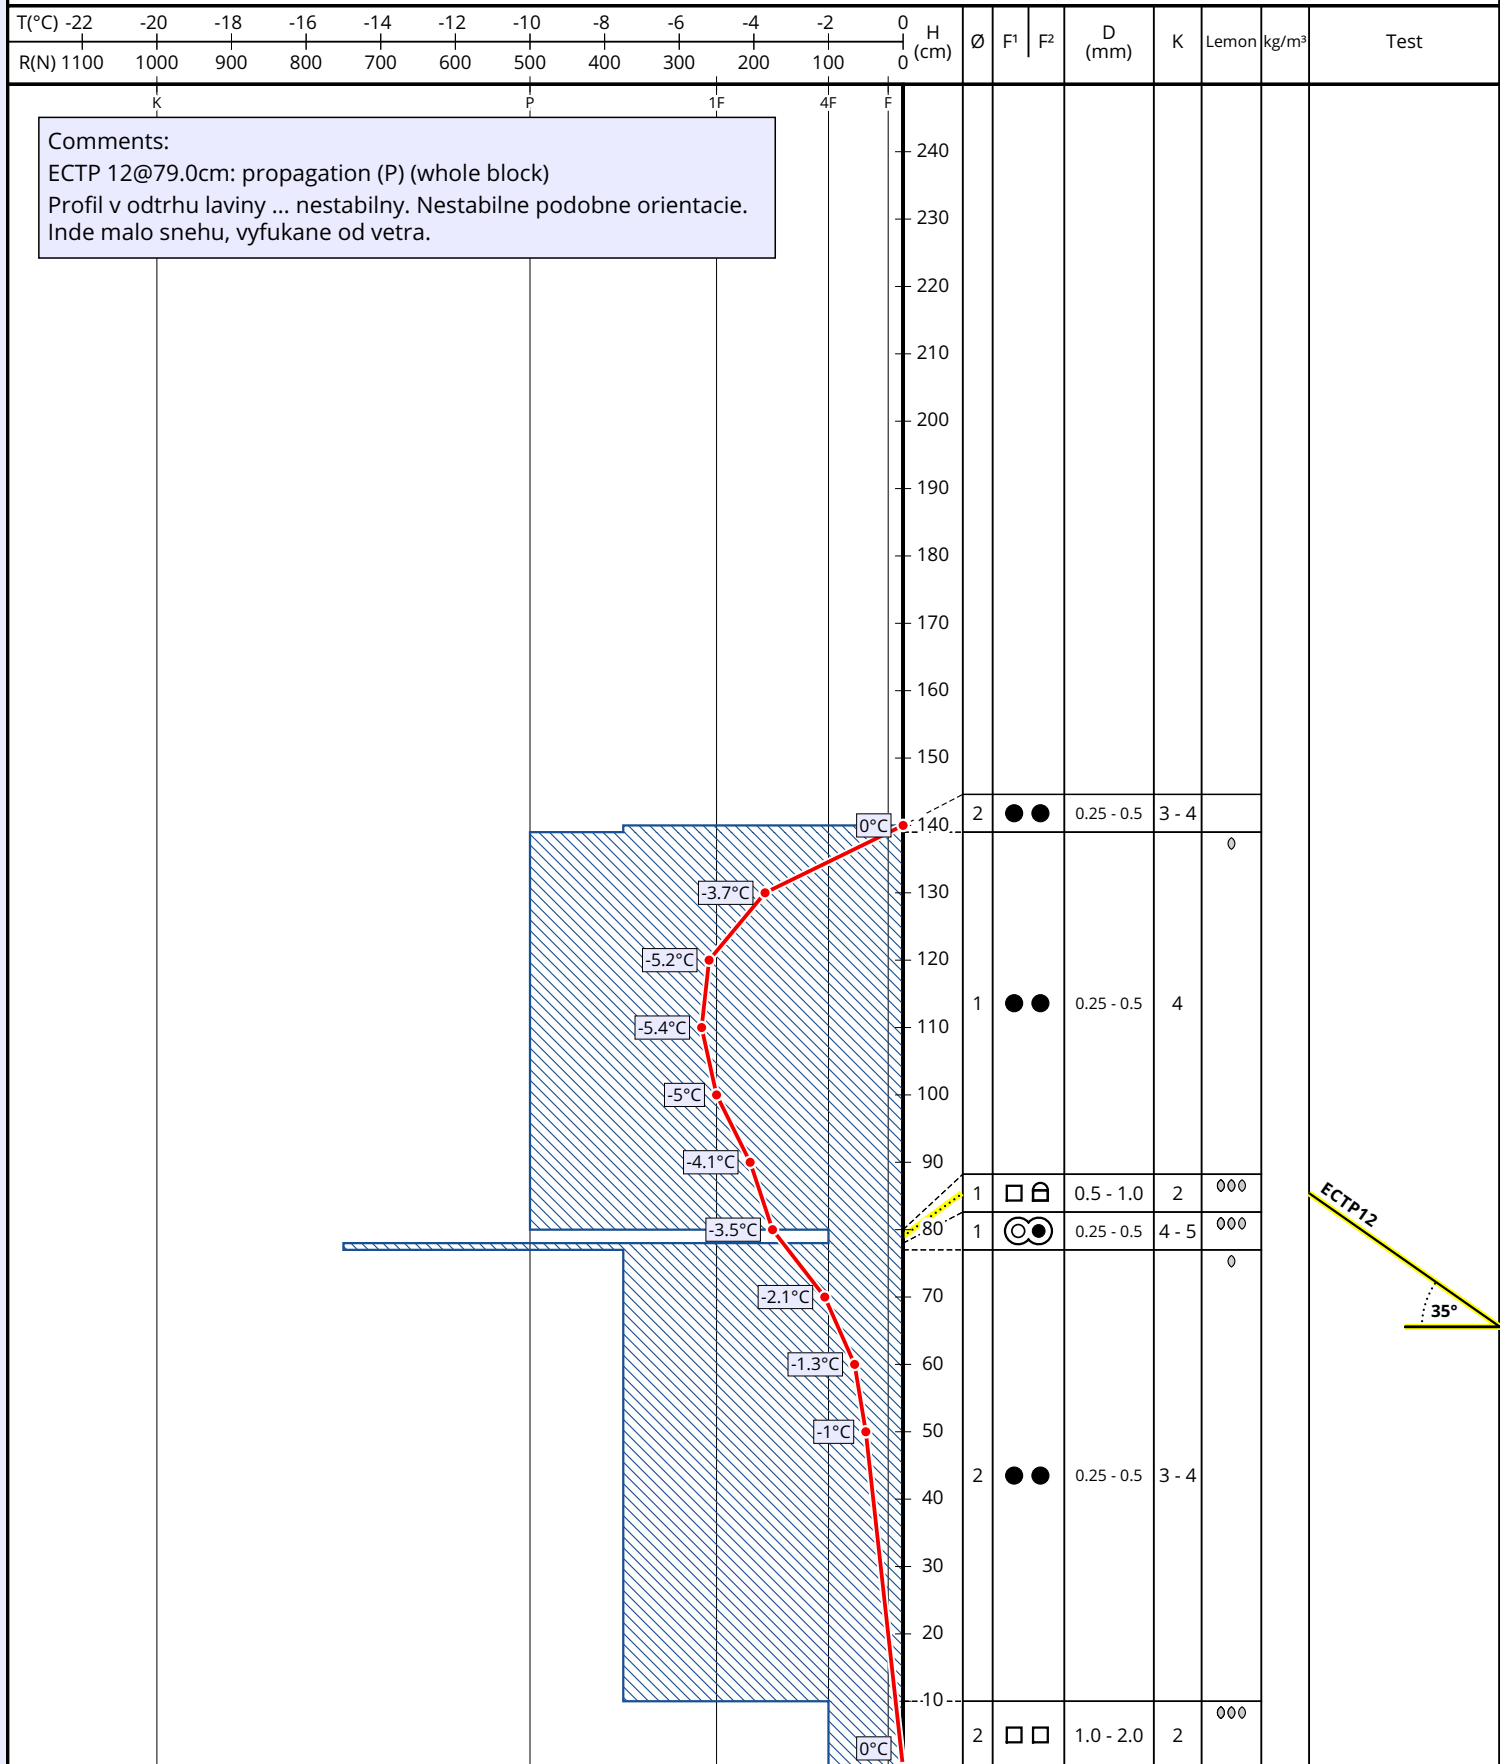 T(°C) -22 -20 -18 -16 -14 -12 -10 -8 -6 -4 -2 0
R(N) 1100 1000 900 800 700 600 500 400 300 200 100 0
H (cm) Ø F¹ F² D (mm) K Lemon kg/m³ Test
K P 1F 4F F
Comments:
ECTP 12@79.0cm: propagation (P) (whole block)
Profil v odtrhu laviny ... nestabilny. Nestabilne podobne orientacie.
Inde malo snehu, vyfukane od vetra.
240
230
220
210
200
190
180
170
160
150
2 0.25 - 0.5 3 - 4
0°C 140
-3.7°C 130
-5.2°C 120
1 0.25 - 0.5 4
-5.4°C 110
-5°C 100
-4.1°C 90
1 0.5 - 1.0 2
ECTP12
-3.5°C 80
1 0.25 - 0.5 4 - 5
-2.1°C 70
35°
-1.3°C 60
-1°C 50
2 0.25 - 0.5 3 - 4
40
30
20
10
2 1.0 - 2.0 2
0°C